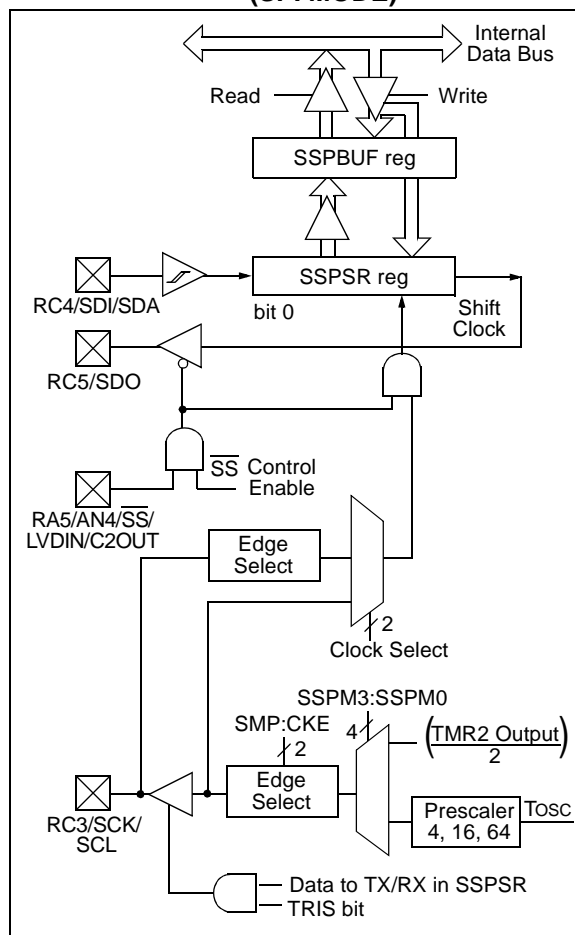 Internal
Data Bus
Read
Write
SSPBUF reg
SSPSR reg
RC4/SDI/SDA
bit 0
Shift
Clock
RC5/SDO
SS Control
Enable
RA5/AN4/SS/
LVDIN/C2OUT
Edge
Select
2
Clock Select
SSPM3:SSPM0
SMP:CKE
4
(TMR2 Output)
2
2
Edge
Select
Prescaler
4, 16, 64
TOSC
RC3/SCK/
SCL
Data to TX/RX in SSPSR
TRIS bit